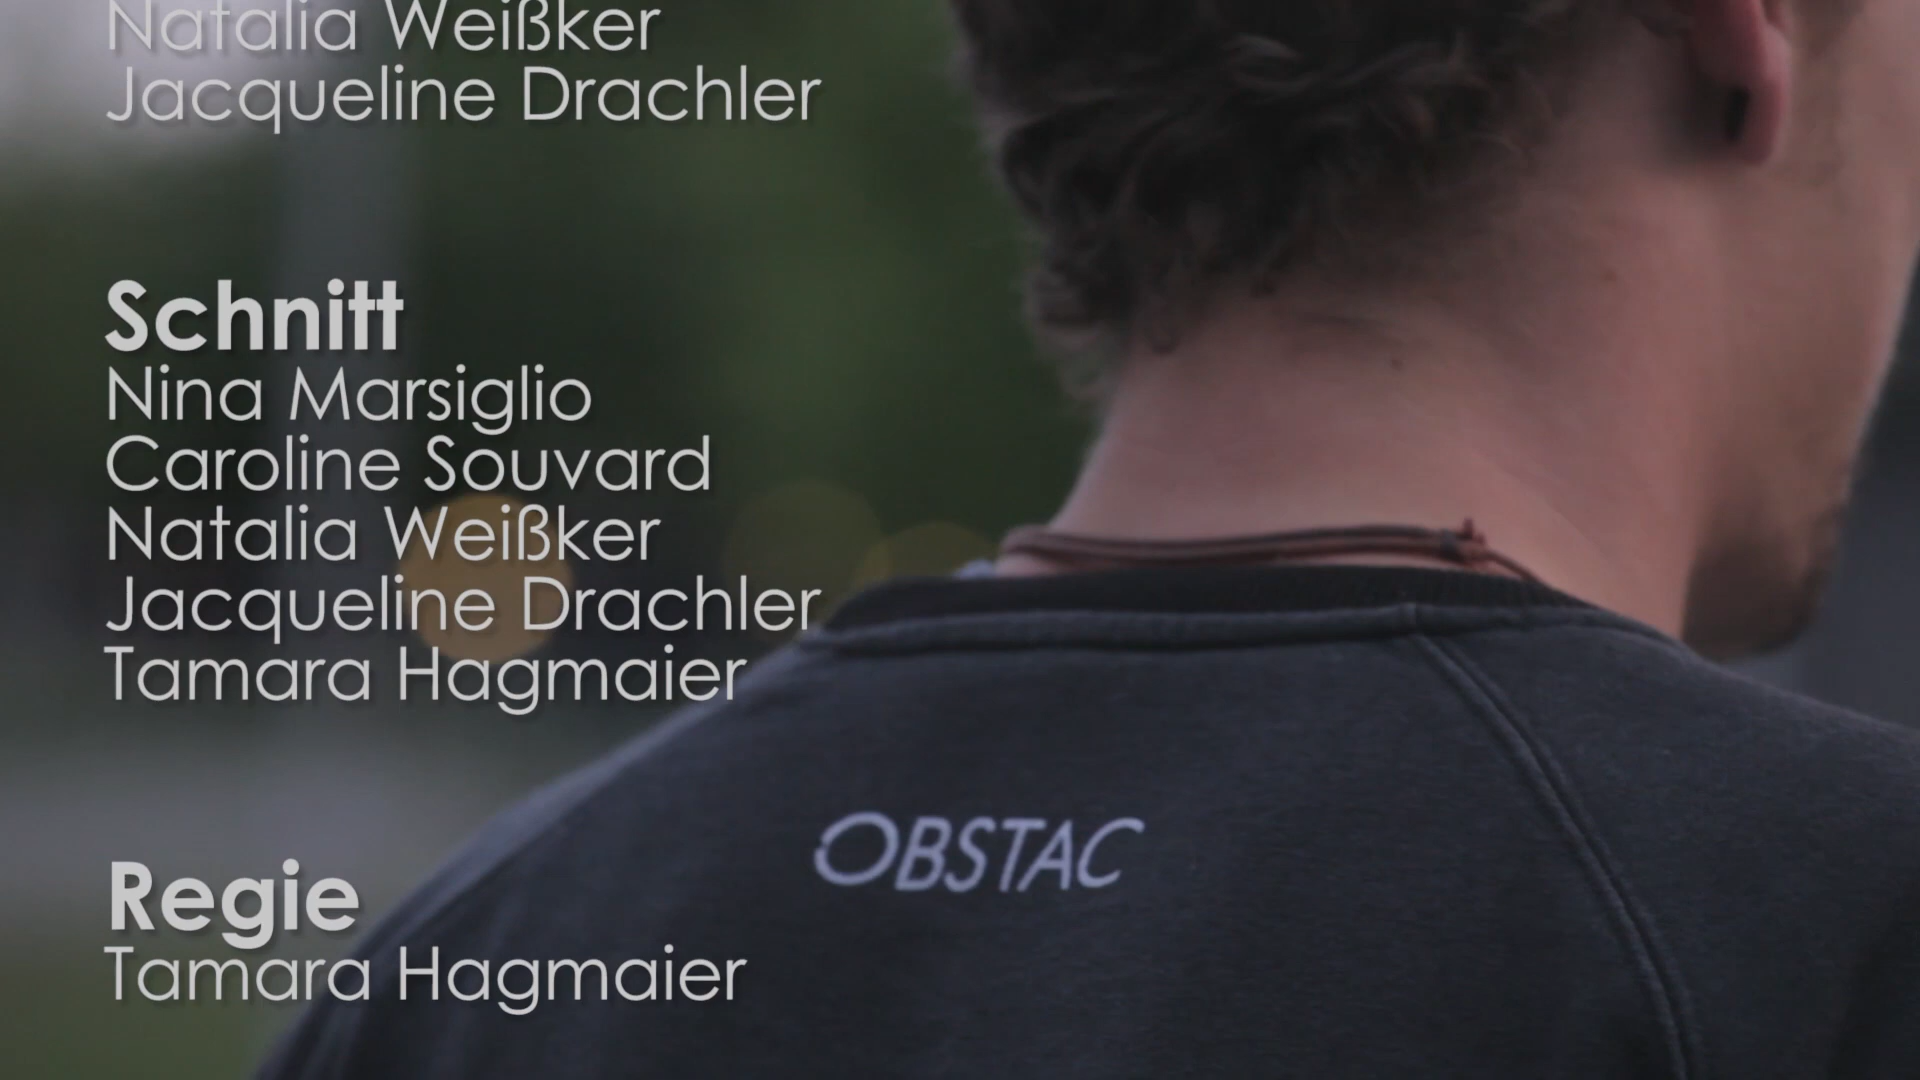 Natalia Weißker
Jacqueline Drachler
Schnitt
Nina Marsiglio
Caroline Souvard
Natalia Weißker
Jacqueline Drachler
Tamara Hagmaier
Regie
Tamara Hagmaier
OBSTAC